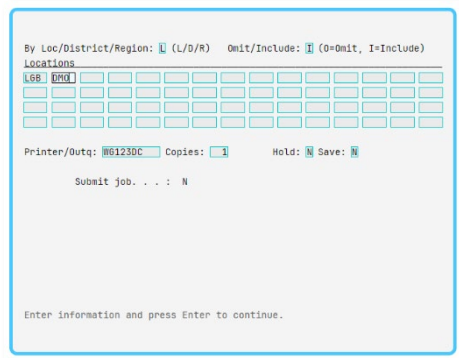 By Loc/District/Region: L (L/D/R) Omit/Include: I (O=Omit, I=Include)
Locations
LGB DMO
Printer/Outq: WG123DC Copies: 1 Hold: N Save: N
Submit job. . . : N
Enter information and press Enter to continue.